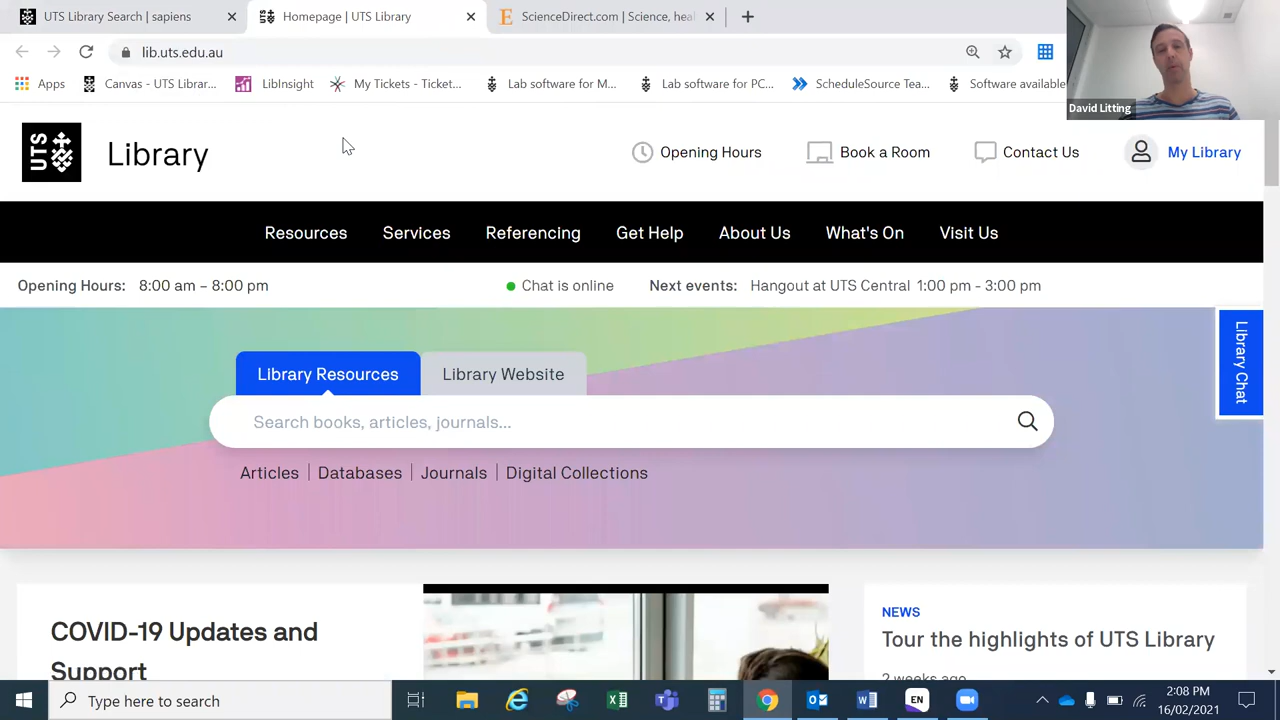 UTS Library Search | sapiens
Homepage | UTS Library
ScienceDirect.com | Science, heal
lib.uts.edu.au
Apps
Canvas - UTS Librar...
LibInsight
My Tickets - Ticket...
Lab software for M...
Lab software for PC...
ScheduleSource Tea...
Software available
David Litting
UTS
Library
Opening Hours
Book a Room
Contact Us
My Library
Resources
Services
Referencing
Get Help
About Us
What's On
Visit Us
Opening Hours: 8:00 am – 8:00 pm
Chat is online
Next events: Hangout at UTS Central 1:00 pm - 3:00 pm
Library Chat
Library Resources
Library Website
Search books, articles, journals...
Articles | Databases | Journals | Digital Collections
COVID-19 Updates and
Support
NEWS
Tour the highlights of UTS Library
2 weeks ago
Type here to search
EN
2:08 PM
16/02/2021